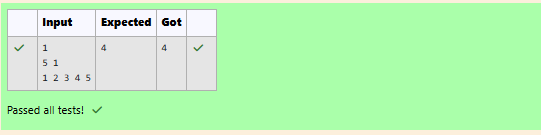 Input Expected Got
1 4 4
5 1
1 2 3 4 5
Passed all tests!